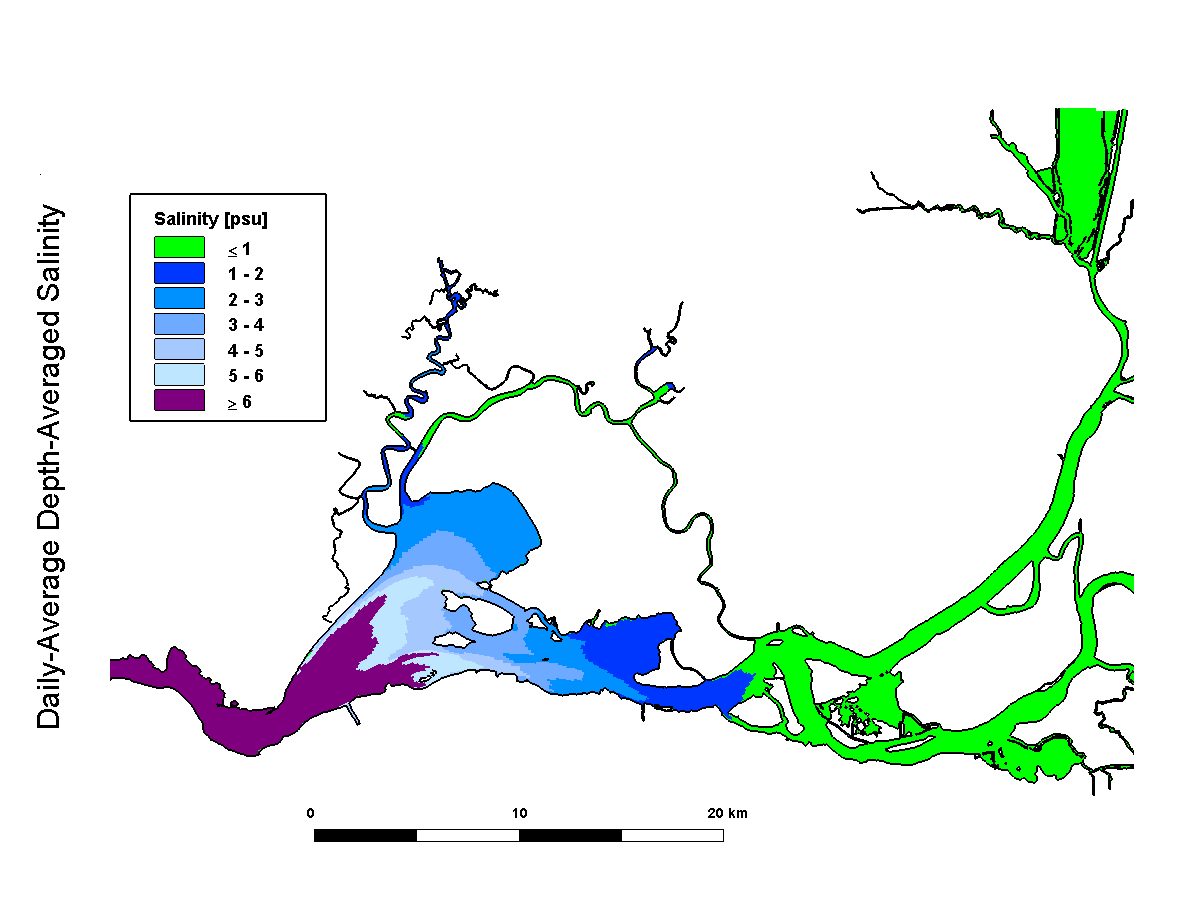 Daily-Average Depth-Averaged Salinity
Salinity [psu]
≤ 1
1 - 2
2 - 3
3 - 4
4 - 5
5 - 6
≥ 6
0 10 20 km